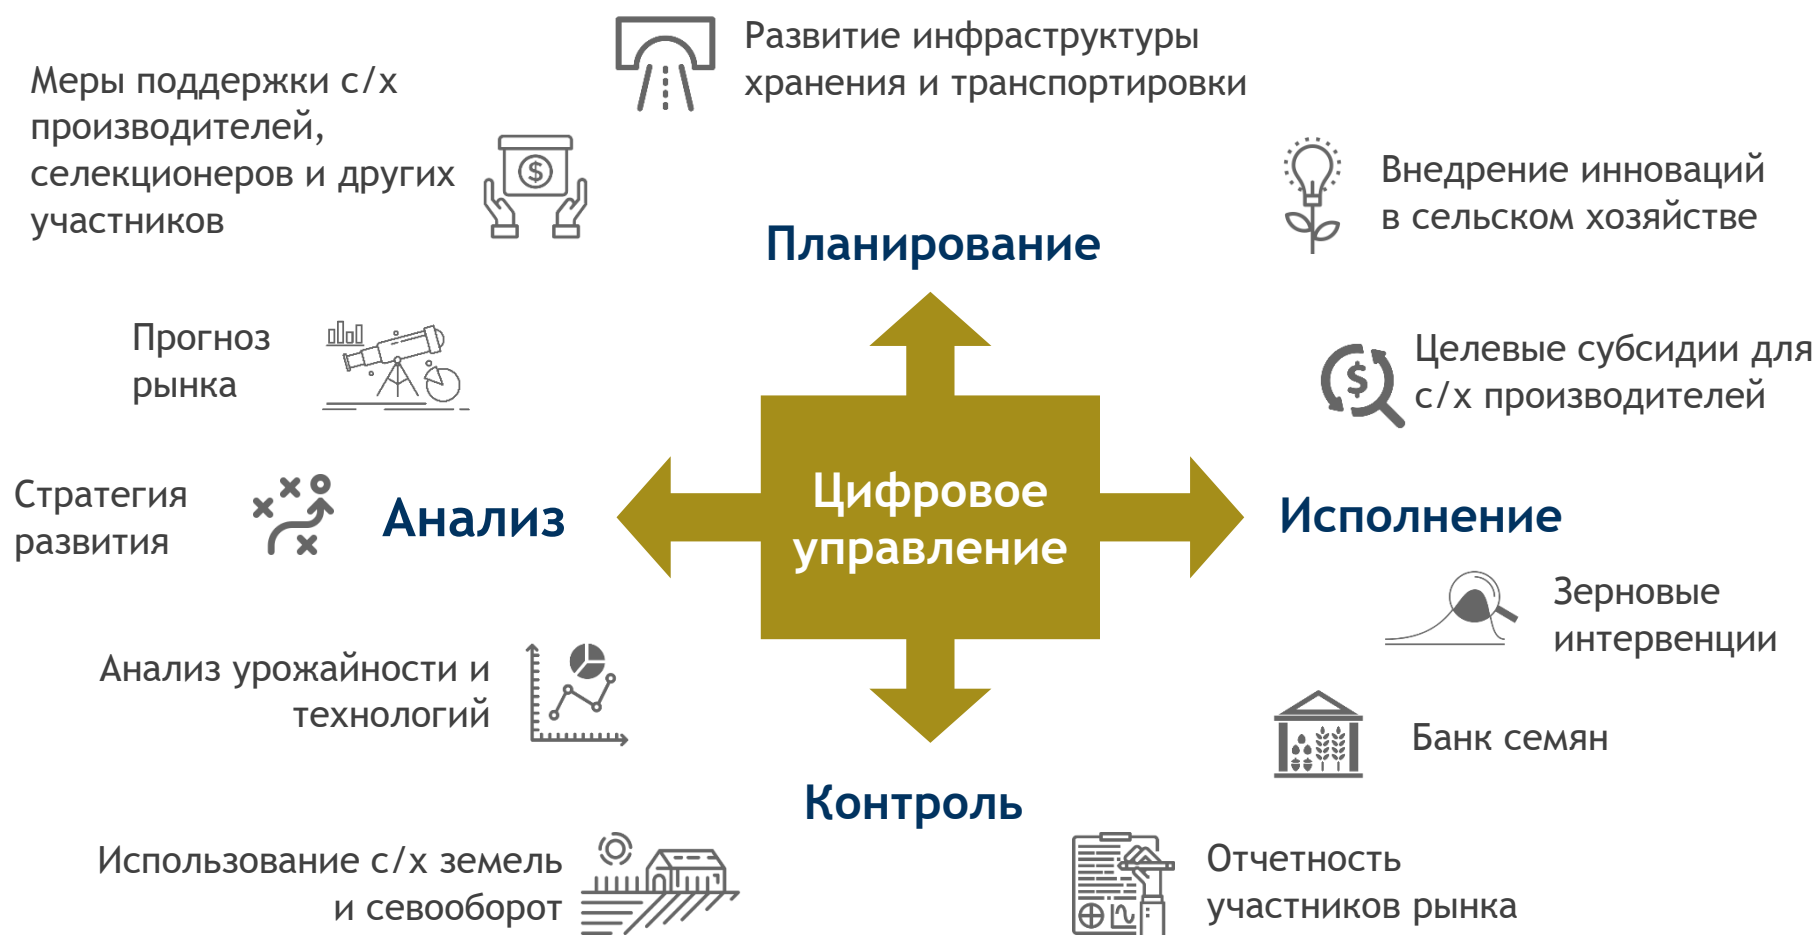 Развитие инфраструктуры
хранения и транспортировки
Меры поддержки с/х
производителей,
селекционеров и других
участников
Внедрение инноваций
в сельском хозяйстве
Планирование
Прогноз
рынка
Целевые субсидии для
с/х производителей
Стратегия
развития
Анализ
Цифровое
управление
Исполнение
Зерновые
интервенции
Анализ урожайности и
технологий
Банк семян
Контроль
Использование с/х земель
и севооборот
Отчетность
участников рынка